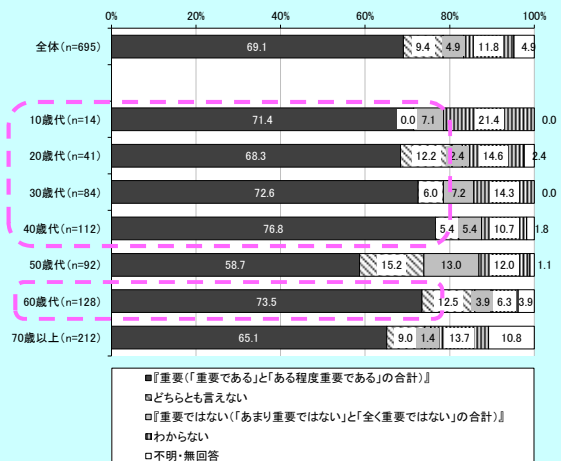 0% 20% 40% 60% 80% 100%
全体(n=695) 69.1 9.4 4.9 11.8 4.9
10歳代(n=14) 71.4 0.0 7.1 21.4 0.0
20歳代(n=41) 68.3 12.2 2.4 14.6 2.4
30歳代(n=84) 72.6 6.0 7.2 14.3 0.0
40歳代(n=112) 76.8 5.4 5.4 10.7 1.8
50歳代(n=92) 58.7 15.2 13.0 12.0 1.1
60歳代(n=128) 73.5 12.5 3.9 6.3 3.9
70歳以上(n=212) 65.1 9.0 1.4 13.7 10.8
『重要(「重要である」と「ある程度重要である」の合計)』
どちらとも言えない
『重要ではない(「あまり重要ではない」と「全く重要ではない」の合計)』
わからない
不明・無回答